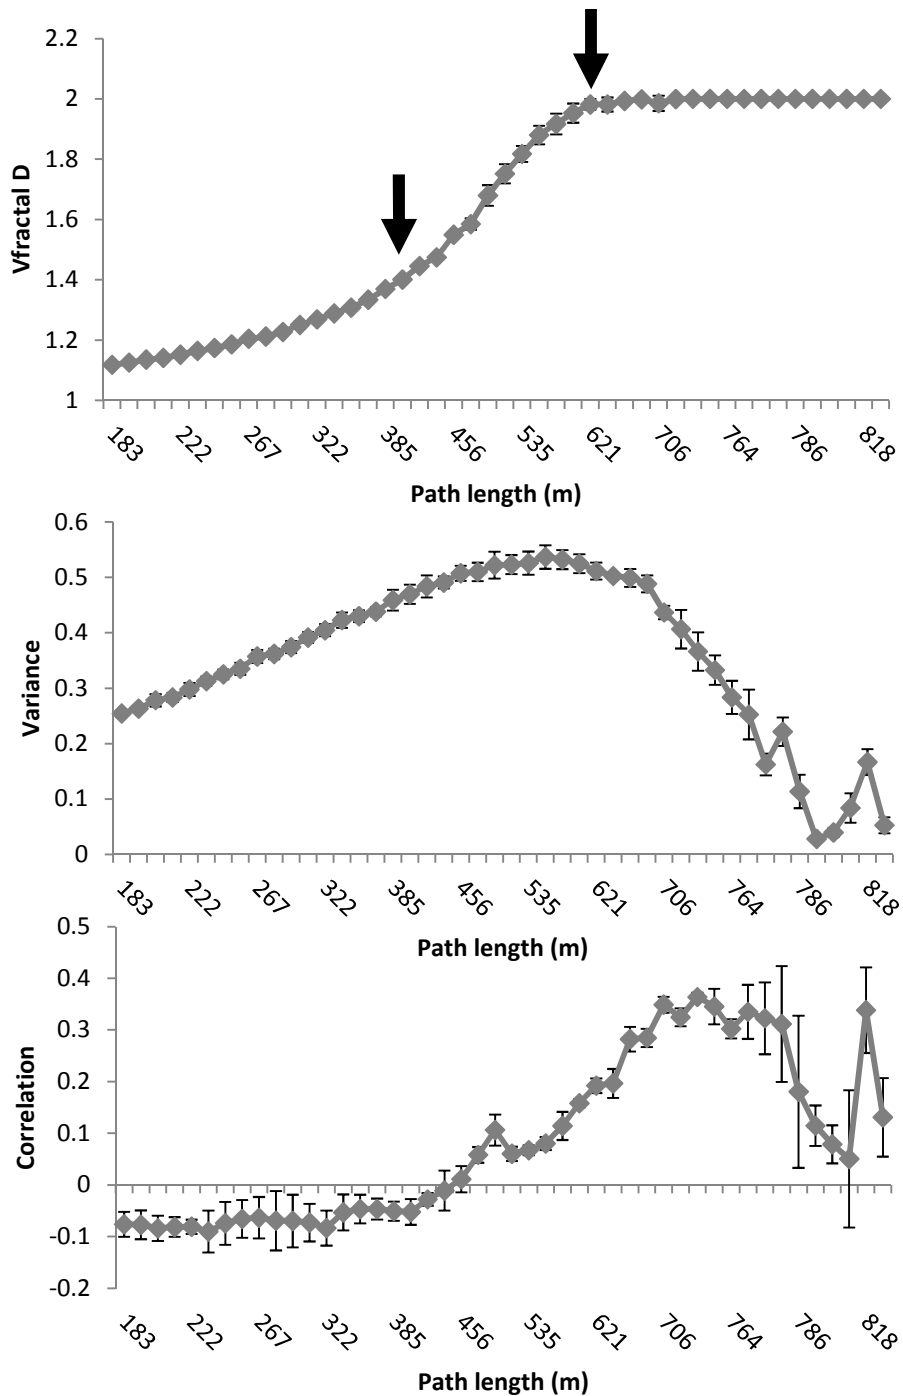 2.2
2
1.8
1.6
1.4
1.2
1
Vfractal D
183 222 267 322 385 456 535 621 706 764 786 818
Path length (m)
0.6
0.5
0.4
0.3
0.2
0.1
0
Variance
183 222 267 322 385 456 535 621 706 764 786 818
Path length (m)
0.5
0.4
0.3
0.2
0.1
0
-0.1
-0.2
Correlation
183 222 267 322 385 456 535 621 706 764 786 818
Path length (m)